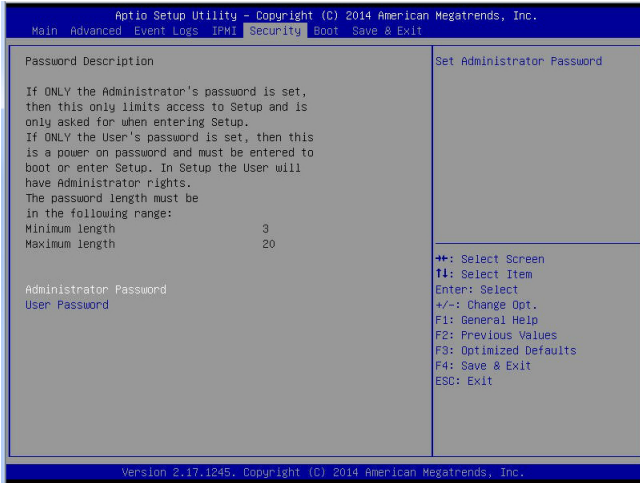 Aptio Setup Utility – Copyright (C) 2014 American Megatrends, Inc.
Main Advanced Event Logs IPMI Security Boot Save & Exit
Password Description
If ONLY the Administrator's password is set,
then this only limits access to Setup and is
only asked for when entering Setup.
If ONLY the User's password is set, then this
is a power on password and must be entered to
boot or enter Setup. In Setup the User will
have Administrator rights.
The password length must be
in the following range:
Minimum length 3
Maximum length 20
Administrator Password
User Password
Set Administrator Password
→←: Select Screen
↑↓: Select Item
Enter: Select
+/-: Change Opt.
F1: General Help
F2: Previous Values
F3: Optimized Defaults
F4: Save & Exit
ESC: Exit
Version 2.17.1245. Copyright (C) 2014 American Megatrends, Inc.